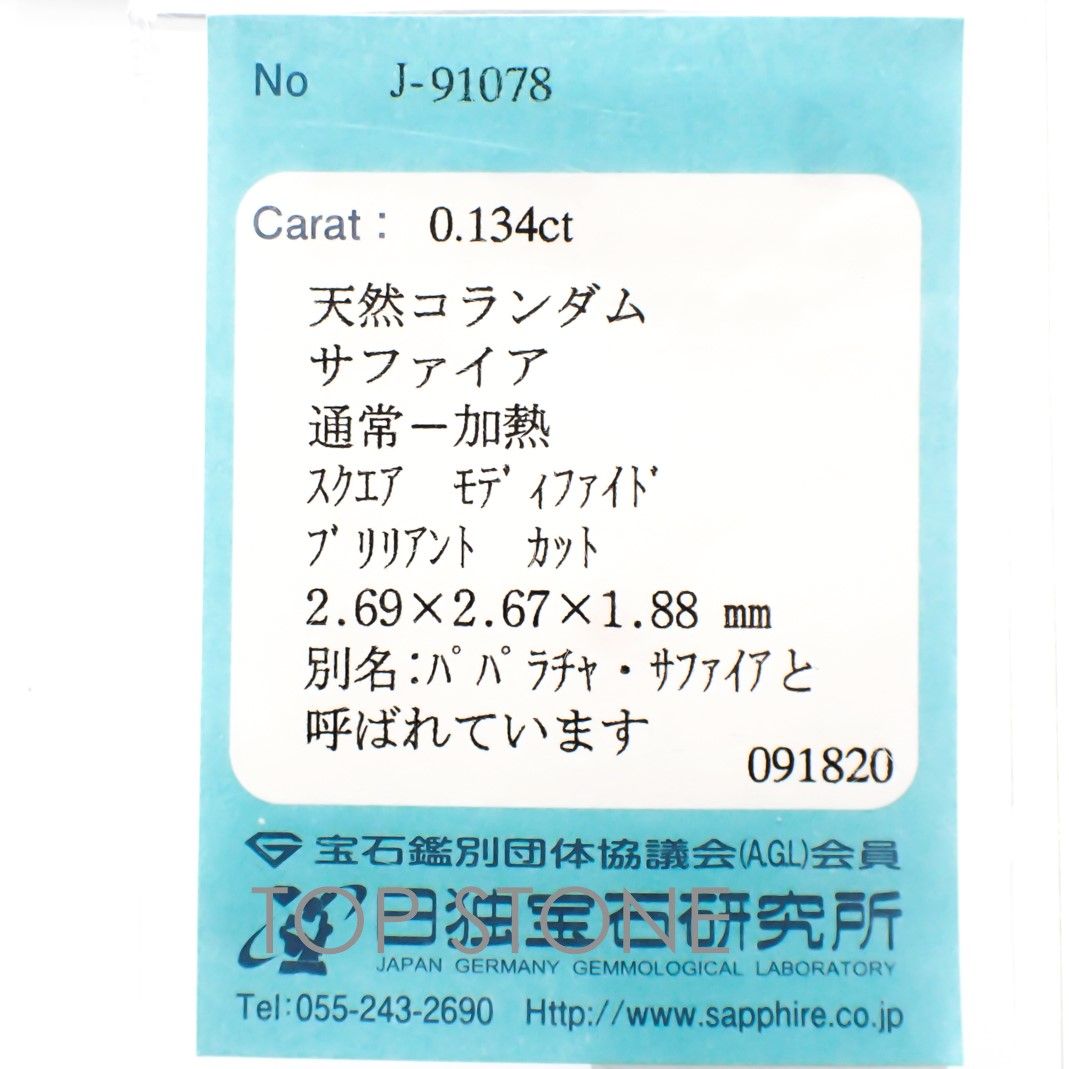 No J-91078
Carat: 0.134ct
天然コランダム
サファイア
通常－加熱
ｽｸｴｱ ﾓﾃﾞｨﾌｧｲﾄﾞ
ﾌﾞﾘﾘｱﾝﾄ ｶｯﾄ
2.69×2.67×1.88 mm
別名:ﾊﾟﾊﾟﾗﾁｬ・ｻﾌｧｲｱと
呼ばれています
091820
宝石鑑別団体協議会(A.G.L)会員
TOP STONE
日独宝石研究所
JAPAN GERMANY GEMMOLOGICAL LABORATORY
Tel:055-243-2690 Http://www.sapphire.co.jp